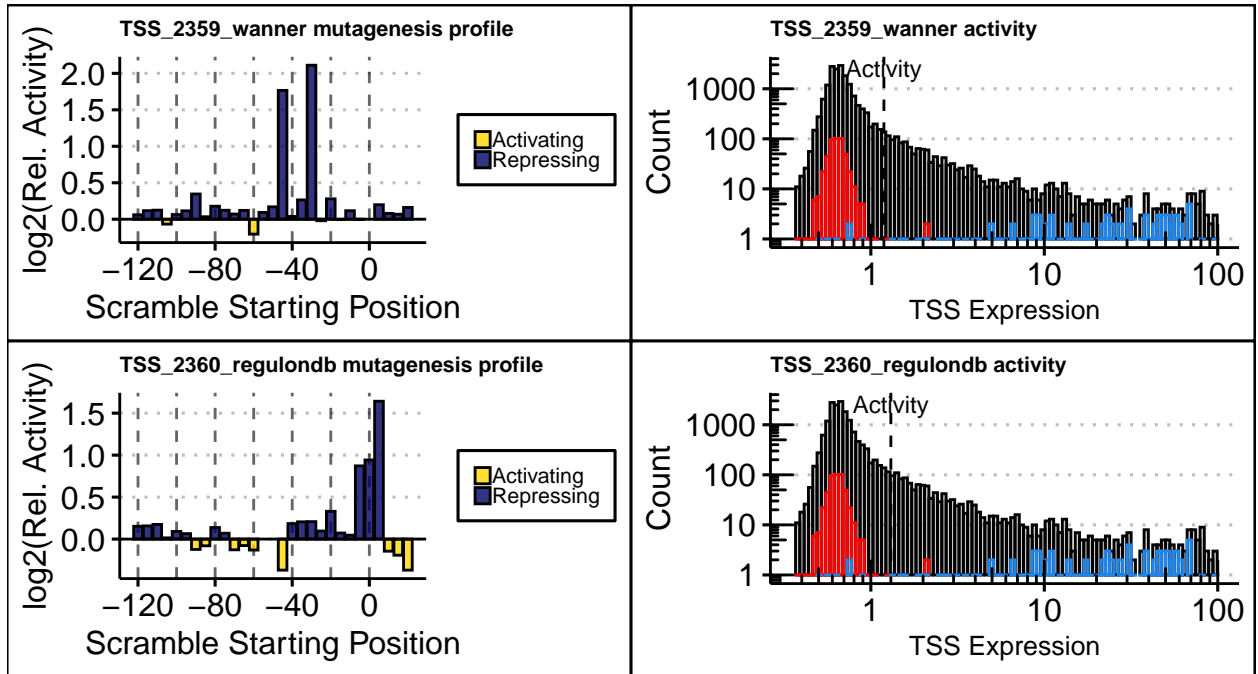 TSS_2359_wanner mutagenesis profile
log2(Rel. Activity)
2.0
1.5
1.0
0.5
0.0
−120 −80 −40 0
Scramble Starting Position
Activating
Repressing
TSS_2359_wanner activity
Activity
Count
1000
100
10
1
1 10 100
TSS Expression
TSS_2360_regulondb mutagenesis profile
log2(Rel. Activity)
1.5
1.0
0.5
0.0
−120 −80 −40 0
Scramble Starting Position
Activating
Repressing
TSS_2360_regulondb activity
Activity
Count
1000
100
10
1
1 10 100
TSS Expression